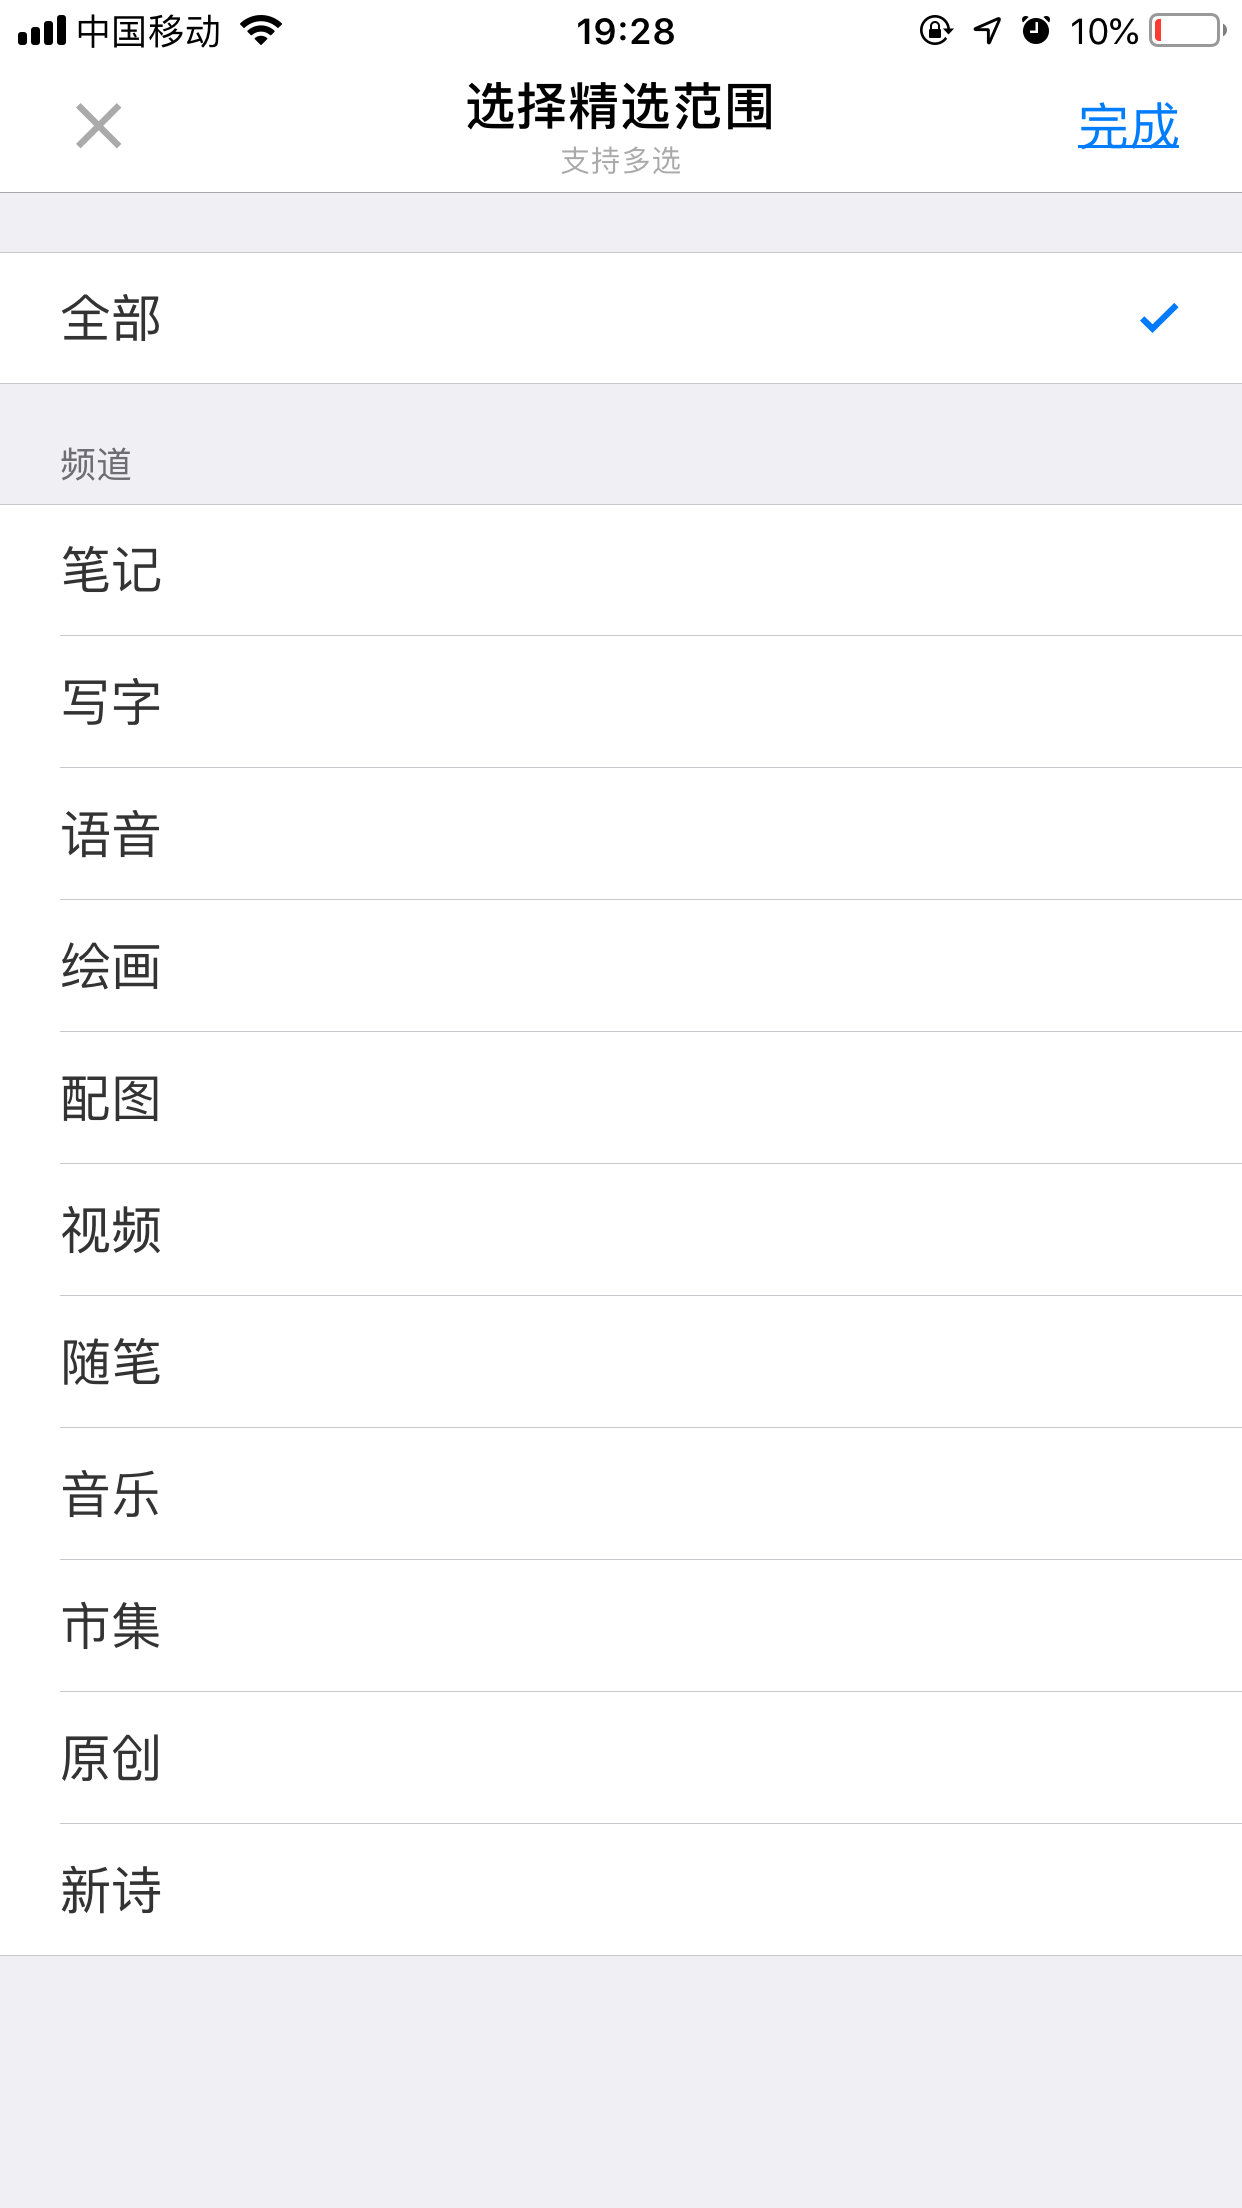 中国移动 19:28 10%
选择精选范围
完成
支持多选
全部
频道
笔记
写字
语音
绘画
配图
视频
随笔
音乐
市集
原创
新诗